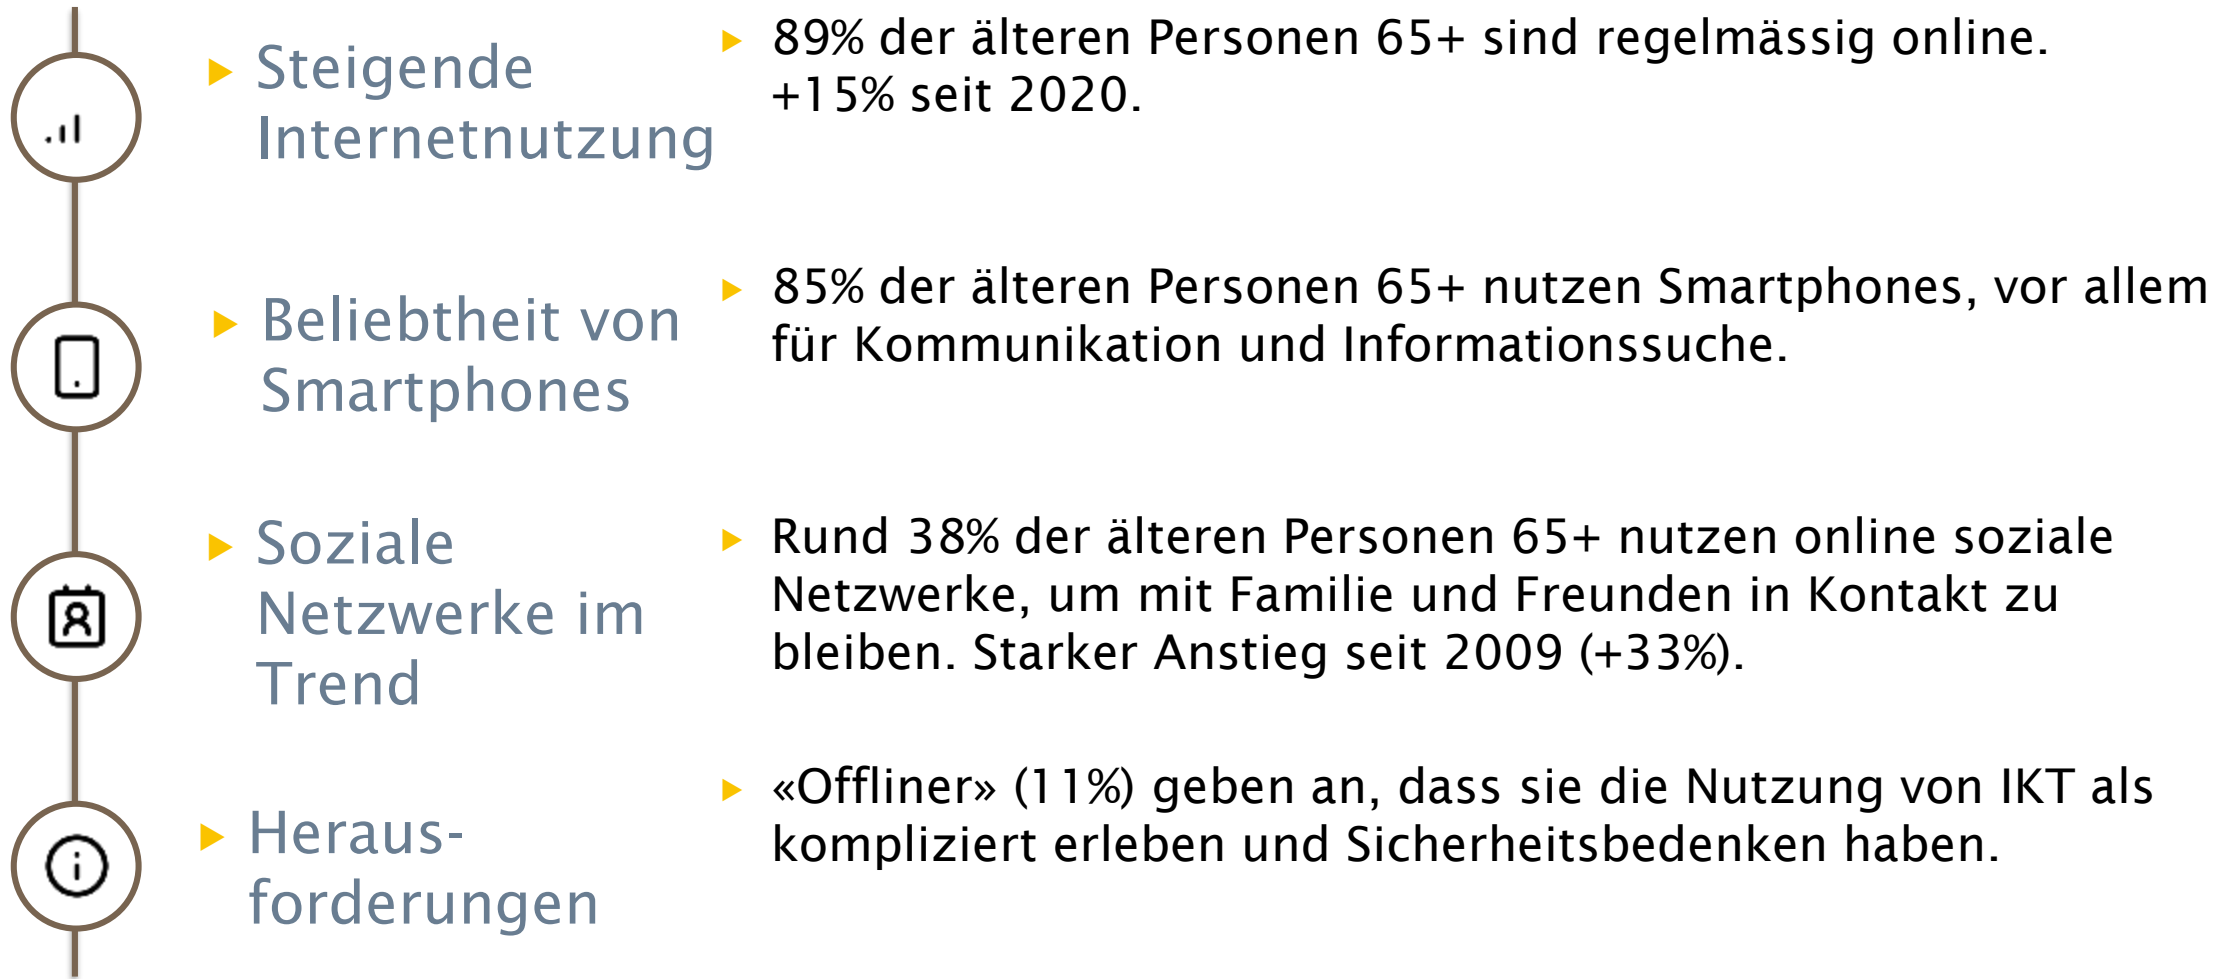 Steigende
Internetnutzung
89% der älteren Personen 65+ sind regelmässig online.
+15% seit 2020.
Beliebtheit von
Smartphones
85% der älteren Personen 65+ nutzen Smartphones, vor allem
für Kommunikation und Informationssuche.
Soziale
Netzwerke im
Trend
Rund 38% der älteren Personen 65+ nutzen online soziale
Netzwerke, um mit Familie und Freunden in Kontakt zu
bleiben. Starker Anstieg seit 2009 (+33%).
Heraus-
forderungen
«Offliner» (11%) geben an, dass sie die Nutzung von IKT als
kompliziert erleben und Sicherheitsbedenken haben.